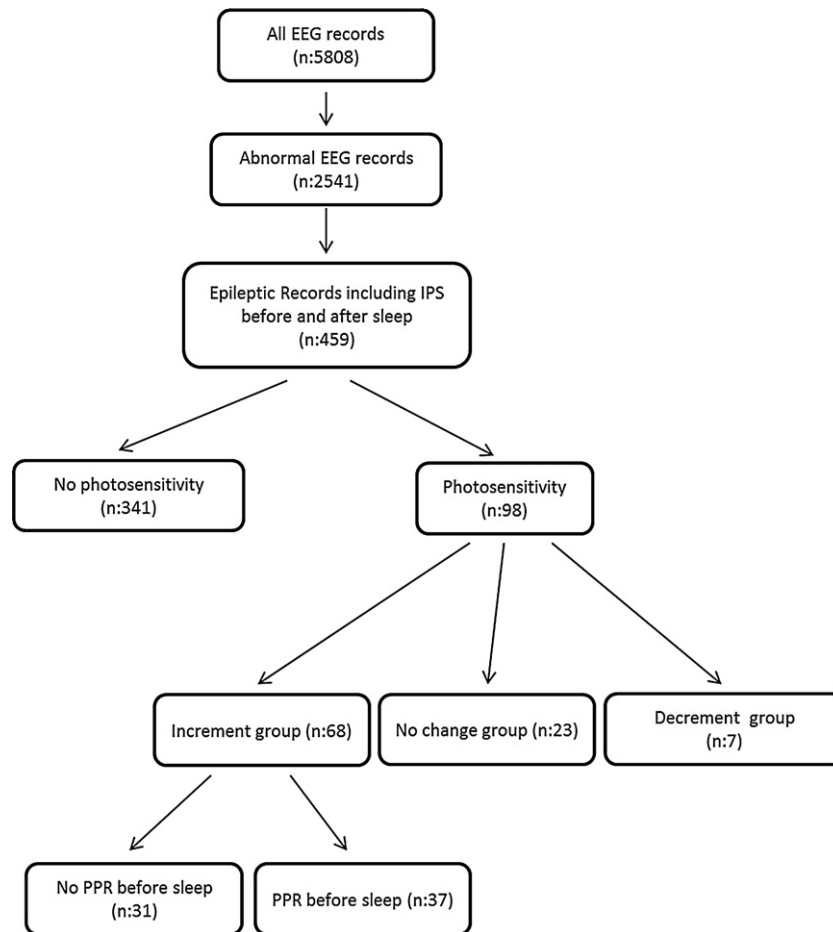 All EEG records
(n:5808)
Abnormal EEG records
(n:2541)
Epileptic Records including IPS
before and after sleep
(n:459)
No photosensitivity
(n:341)
Photosensitivity
(n:98)
Increment group (n:68)
No change group (n:23)
Decrement group
(n:7)
No PPR before sleep
(n:31)
PPR before sleep (n:37)